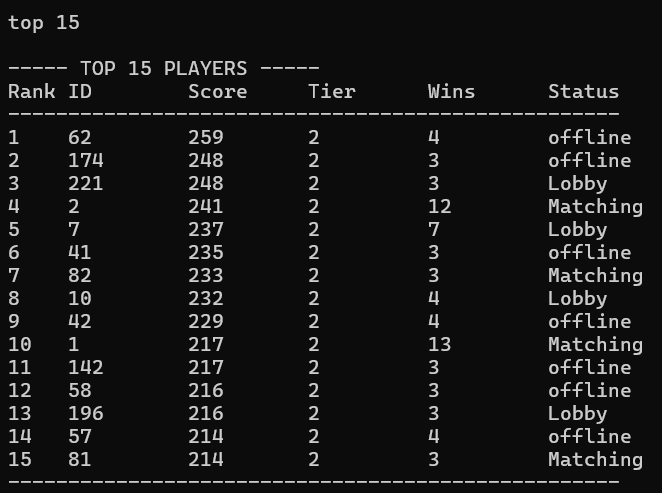 top 15
----- TOP 15 PLAYERS -----
Rank ID        Score     Tier      Wins      Status
---------------------------------------------------
1    62        259       2         4         offline
2    174       248       2         3         offline
3    221       248       2         3         Lobby
4    2         241       2         12        Matching
5    7         237       2         7         Lobby
6    41        235       2         3         offline
7    82        233       2         3         Matching
8    10        232       2         4         Lobby
9    42        229       2         4         offline
10   1         217       2         13        Matching
11   142       217       2         3         offline
12   58        216       2         3         offline
13   196       216       2         3         Lobby
14   57        214       2         4         offline
15   81        214       2         3         Matching
---------------------------------------------------